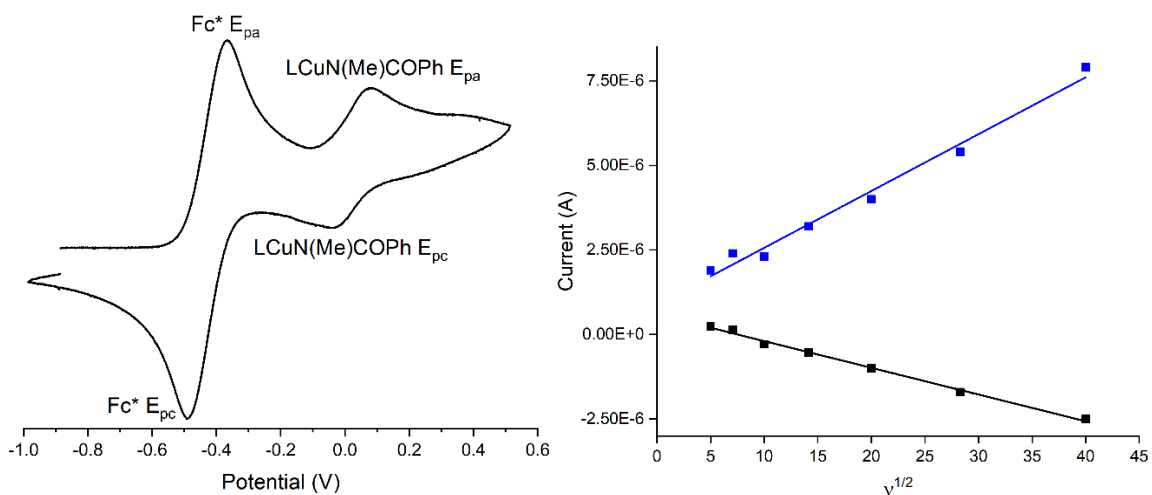 Fc* Epa
LCuN(Me)COPh Epa
LCuN(Me)COPh Epc
Fc* Epc
-1.0 -0.8 -0.6 -0.4 -0.2 0.0 0.2 0.4 0.6
Potential (V)
7.50E-6
5.00E-6
2.50E-6
0.00E+0
-2.50E-6
Current (A)
0 5 10 15 20 25 30 35 40 45
ν1/2